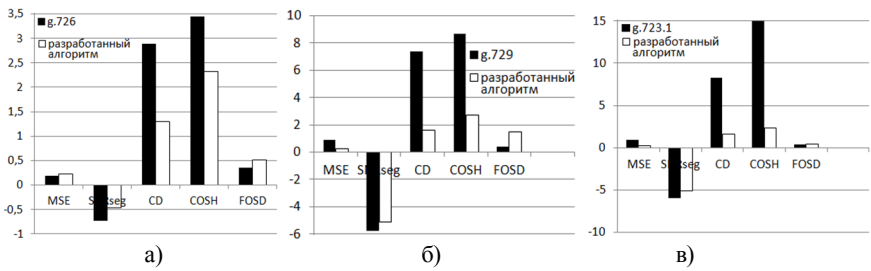 3,5
3
2,5
2
1,5
1
0,5
0
-0,5
-1
g.726
разработанный
алгоритм
MSE
CD
COSH
FOSD
а)
10
8
6
4
2
0
-2
-4
-6
g.729
разработанный
алгоритм
MSE
CD
COSH
FOSD
б)
15
10
5
0
-5
-10
g.723.1
разработанный
алгоритм
MSE
CD
COSH
FOSD
в)